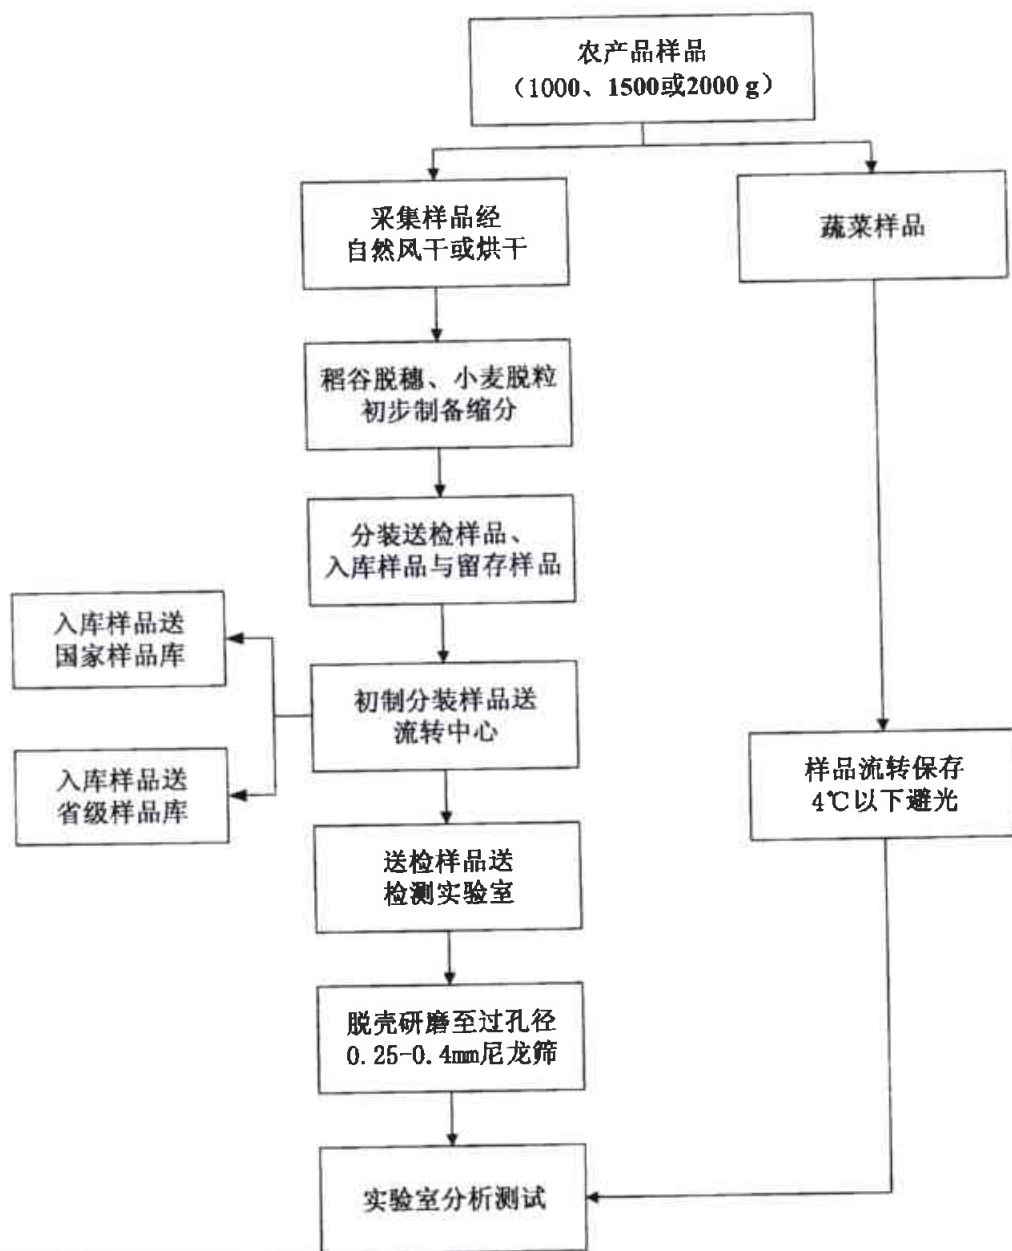 农产品样品
（1000、1500或2000 g）
采集样品经
自然风干或烘干
蔬菜样品
稻谷脱穗、小麦脱粒
初步制备缩分
分装送检样品、
入库样品与留存样品
入库样品送
国家样品库
初制分装样品送
流转中心
入库样品送
省级样品库
样品流转保存
4℃以下避光
送检样品送
检测实验室
脱壳研磨至过孔径
0.25-0.4mm尼龙筛
实验室分析测试